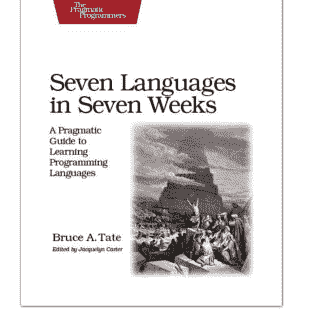 The
Pragmatic
Programmers
Seven Languages
in Seven Weeks
A Pragmatic
Guide to
Learning
Programming
Languages
Bruce A. Tate
Edited by Jacquelyn Carter